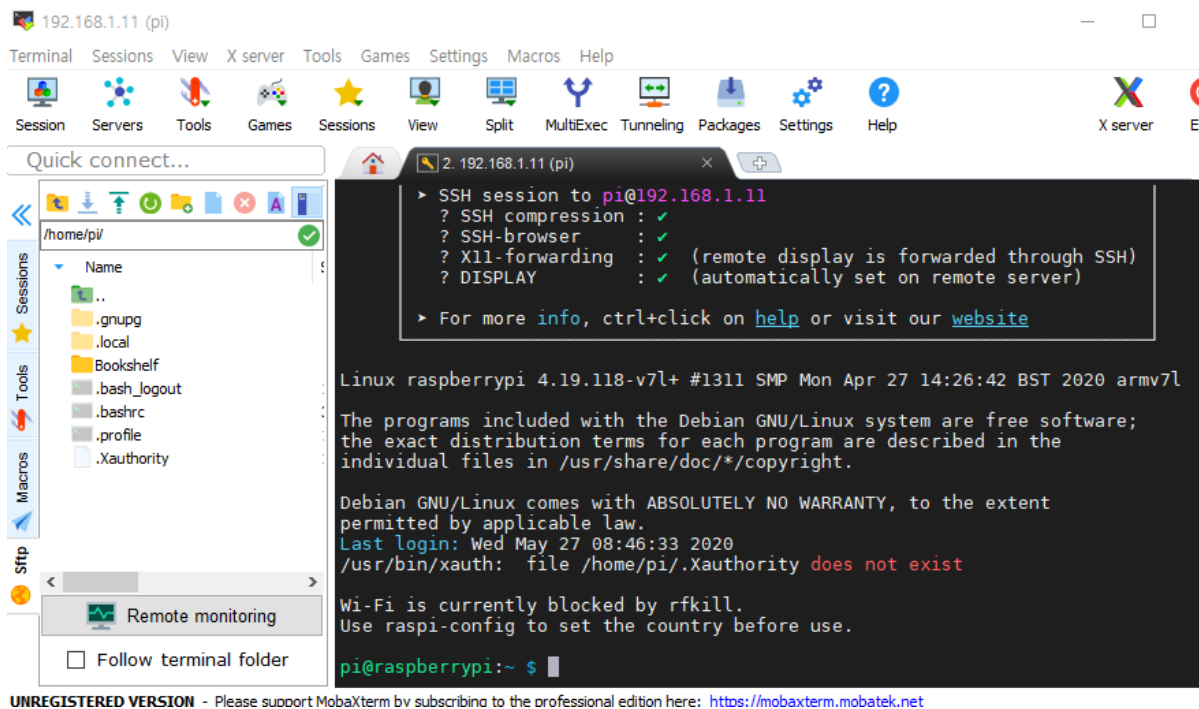 192.168.1.11 (pi)
Terminal Sessions View X server Tools Games Settings Macros Help
Session Servers Tools Games Sessions View Split MultiExec Tunneling Packages Settings Help X server
Quick connect...
2. 192.168.1.11 (pi)
/home/pi/
Name
..
.gnupg
.local
Bookshelf
.bash_logout
.bashrc
.profile
.Xauthority
Sessions
Tools
Macros
Sftp
Remote monitoring
Follow terminal folder
➤ SSH session to pi@192.168.1.11
? SSH compression : ✔
? SSH-browser : ✔
? X11-forwarding : ✔ (remote display is forwarded through SSH)
? DISPLAY : ✔ (automatically set on remote server)
➤ For more info, ctrl+click on help or visit our website
Linux raspberrypi 4.19.118-v7l+ #1311 SMP Mon Apr 27 14:26:42 BST 2020 armv7l
The programs included with the Debian GNU/Linux system are free software;
the exact distribution terms for each program are described in the
individual files in /usr/share/doc/*/copyright.
Debian GNU/Linux comes with ABSOLUTELY NO WARRANTY, to the extent
permitted by applicable law.
Last login: Wed May 27 08:46:33 2020
/usr/bin/xauth: file /home/pi/.Xauthority does not exist
Wi-Fi is currently blocked by rfkill.
Use raspi-config to set the country before use.
pi@raspberrypi:~ $
UNREGISTERED VERSION - Please support MobaXterm by subscribing to the professional edition here: https://mobaxterm.mobatek.net